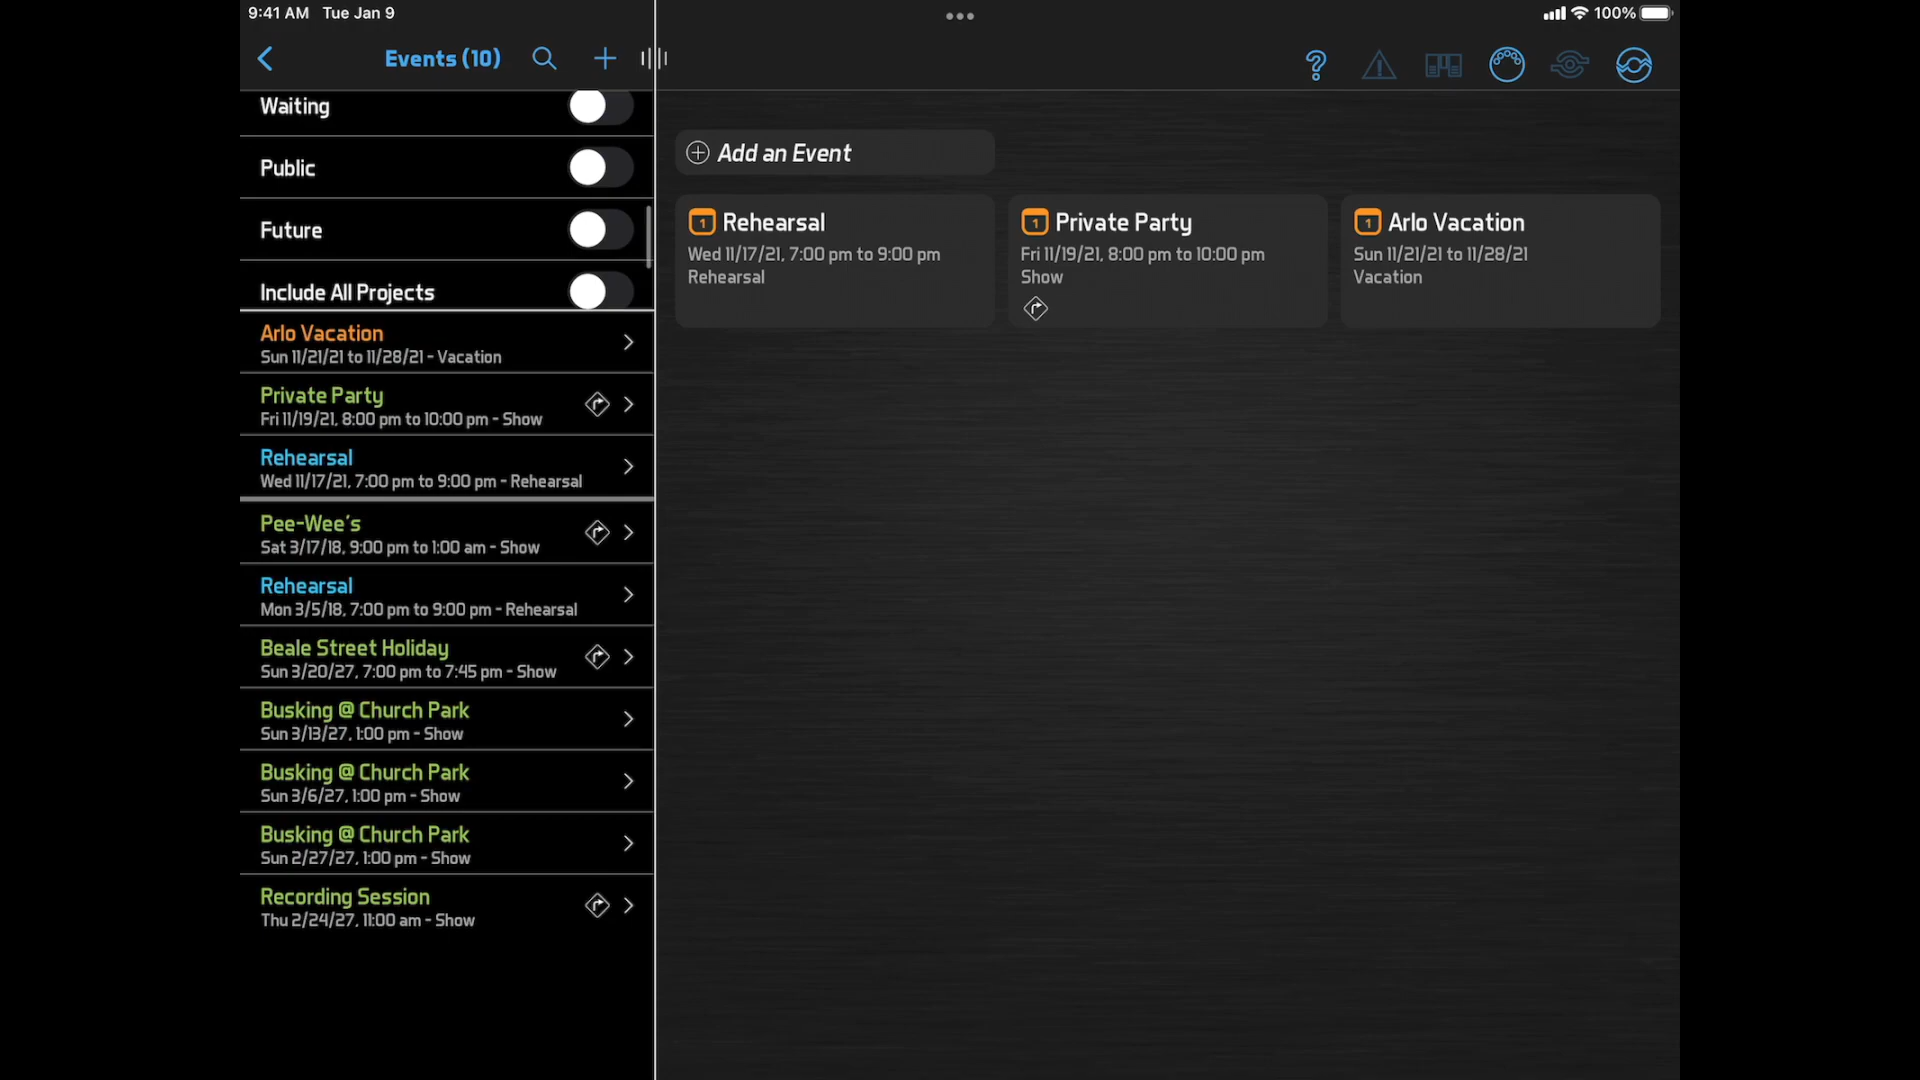 9:41 AM Tue Jan 9
100%
Events (10)
Waiting
Public
Future
Include All Projects
Arlo Vacation
Sun 11/21/21 to 11/28/21 - Vacation
Private Party
Fri 11/19/21, 8:00 pm to 10:00 pm - Show
Rehearsal
Wed 11/17/21, 7:00 pm to 9:00 pm - Rehearsal
Pee-Wee's
Sat 3/17/18, 9:00 pm to 1:00 am - Show
Rehearsal
Mon 3/5/18, 7:00 pm to 9:00 pm - Rehearsal
Beale Street Holiday
Sun 3/20/27, 7:00 pm to 7:45 pm - Show
Busking @ Church Park
Sun 3/13/27, 1:00 pm - Show
Busking @ Church Park
Sun 3/6/27, 1:00 pm - Show
Busking @ Church Park
Sun 2/27/27, 1:00 pm - Show
Recording Session
Thu 2/24/27, 11:00 am - Show
Add an Event
1 Rehearsal
Wed 11/17/21, 7:00 pm to 9:00 pm
Rehearsal
1 Private Party
Fri 11/19/21, 8:00 pm to 10:00 pm
Show
1 Arlo Vacation
Sun 11/21/21 to 11/28/21
Vacation